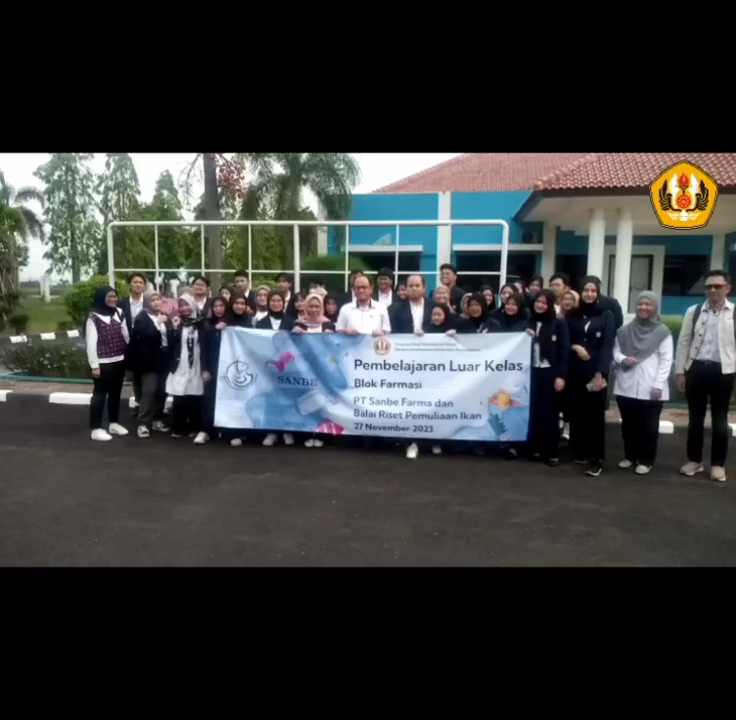 SANBE
Pembelajaran Luar Kelas
Blok Farmasi
PT Sanbe Farma dan
Balai Riset Pemuliaan Ikan
27 November 2023